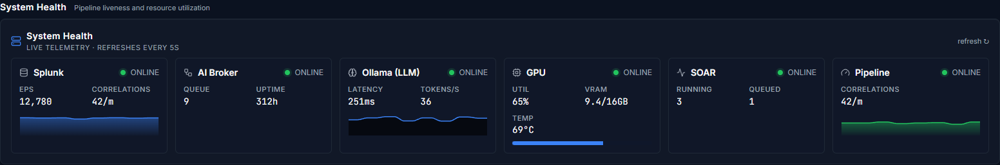 System Health Pipeline liveness and resource utilization
System Health
LIVE TELEMETRY · REFRESHES EVERY 5S
refresh ↻
Splunk ONLINE
EPS CORRELATIONS
12,780 42/m
AI Broker ONLINE
QUEUE UPTIME
9 312h
Ollama (LLM) ONLINE
LATENCY TOKENS/S
251ms 36
GPU ONLINE
UTIL VRAM
65% 9.4/16GB
TEMP
69°C
SOAR ONLINE
RUNNING QUEUED
3 1
Pipeline ONLINE
CORRELATIONS
42/m